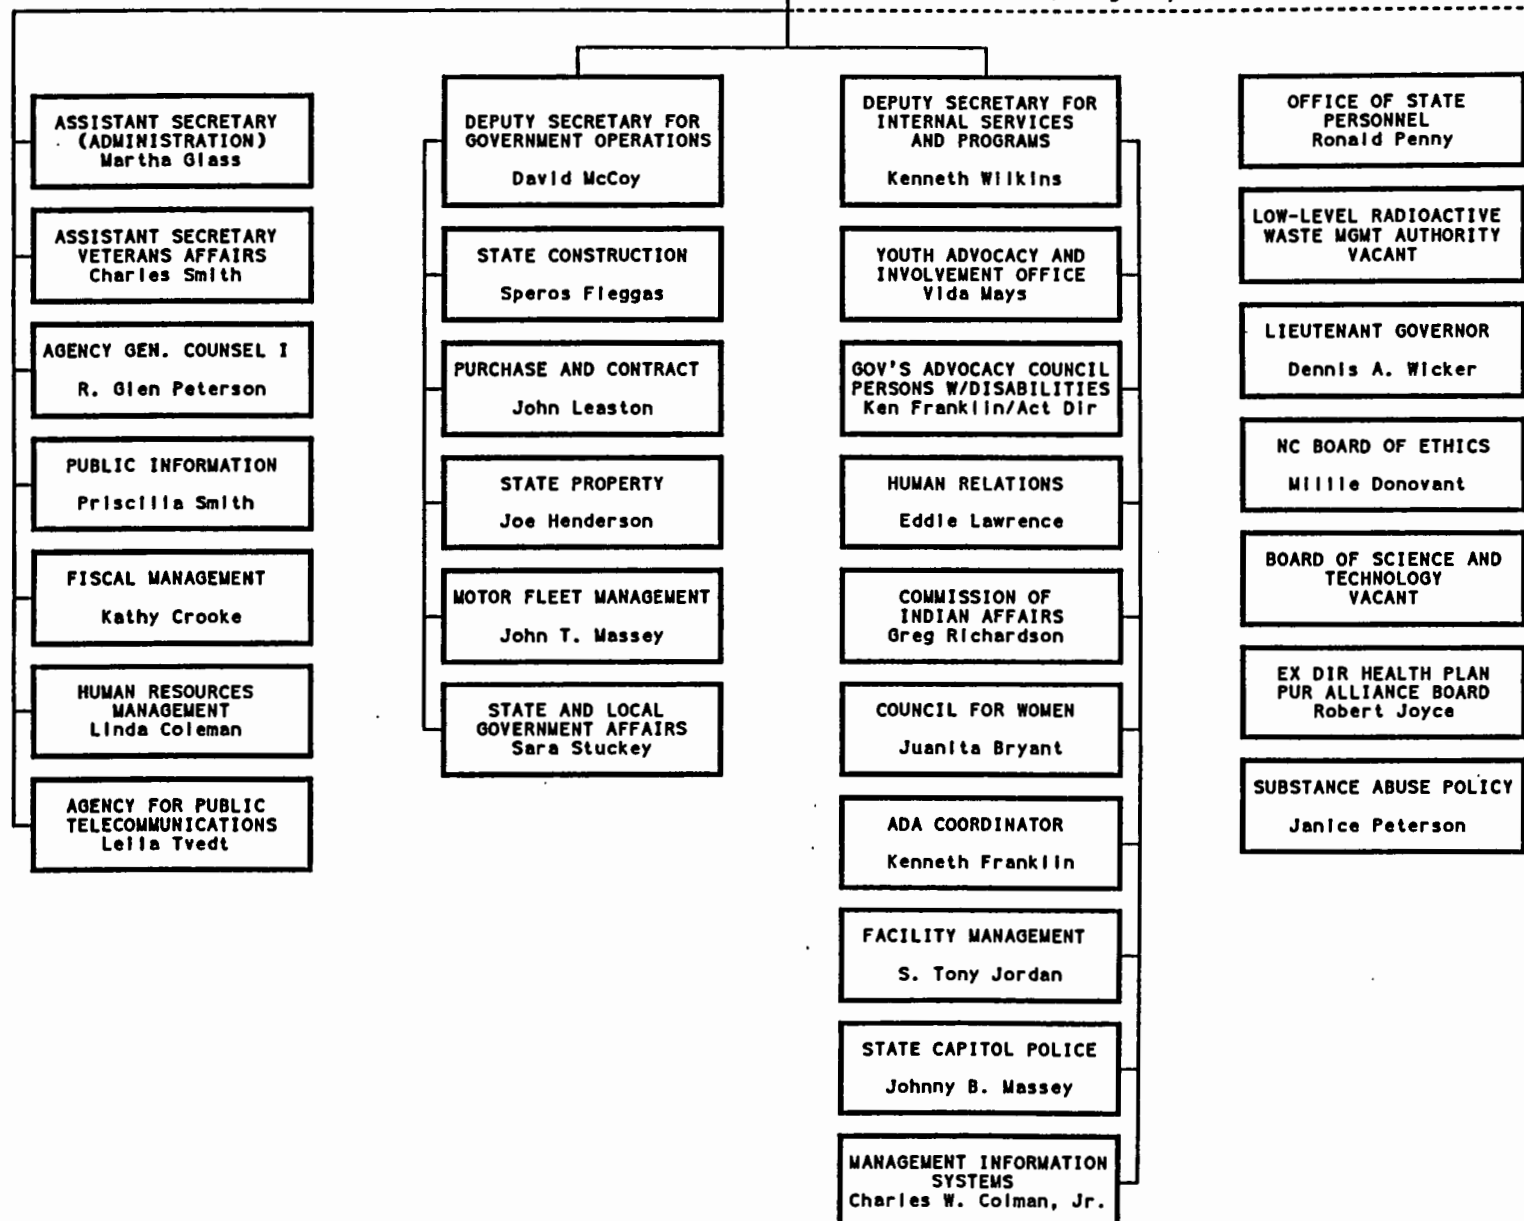 ASSISTANT SECRETARY
(ADMINISTRATION)
Martha Glass
ASSISTANT SECRETARY
VETERANS AFFAIRS
Charles Smith
AGENCY GEN. COUNSEL I
R. Glen Peterson
PUBLIC INFORMATION
Priscilla Smith
FISCAL MANAGEMENT
Kathy Crooke
HUMAN RESOURCES
MANAGEMENT
Linda Coleman
AGENCY FOR PUBLIC
TELECOMMUNICATIONS
Leila Tvedt
DEPUTY SECRETARY FOR
GOVERNMENT OPERATIONS
David McCoy
STATE CONSTRUCTION
Speros Fleggas
PURCHASE AND CONTRACT
John Leaston
STATE PROPERTY
Joe Henderson
MOTOR FLEET MANAGEMENT
John T. Massey
STATE AND LOCAL
GOVERNMENT AFFAIRS
Sara Stuckey
DEPUTY SECRETARY FOR
INTERNAL SERVICES
AND PROGRAMS
Kenneth Wilkins
YOUTH ADVOCACY AND
INVOLVEMENT OFFICE
Vida Mays
GOV'S ADVOCACY COUNCIL
PERSONS W/DISABILITIES
Ken Franklin/Act Dir
HUMAN RELATIONS
Eddie Lawrence
COMMISSION OF
INDIAN AFFAIRS
Greg Richardson
COUNCIL FOR WOMEN
Juanita Bryant
ADA COORDINATOR
Kenneth Franklin
FACILITY MANAGEMENT
S. Tony Jordan
STATE CAPITOL POLICE
Johnny B. Massey
MANAGEMENT INFORMATION
SYSTEMS
Charles W. Colman, Jr.
OFFICE OF STATE
PERSONNEL
Ronald Penny
LOW-LEVEL RADIOACTIVE
WASTE MGMT AUTHORITY
VACANT
LIEUTENANT GOVERNOR
Dennis A. Wicker
NC BOARD OF ETHICS
Millie Donovant
BOARD OF SCIENCE AND
TECHNOLOGY
VACANT
EX DIR HEALTH PLAN
PUR ALLIANCE BOARD
Robert Joyce
SUBSTANCE ABUSE POLICY
Janice Peterson